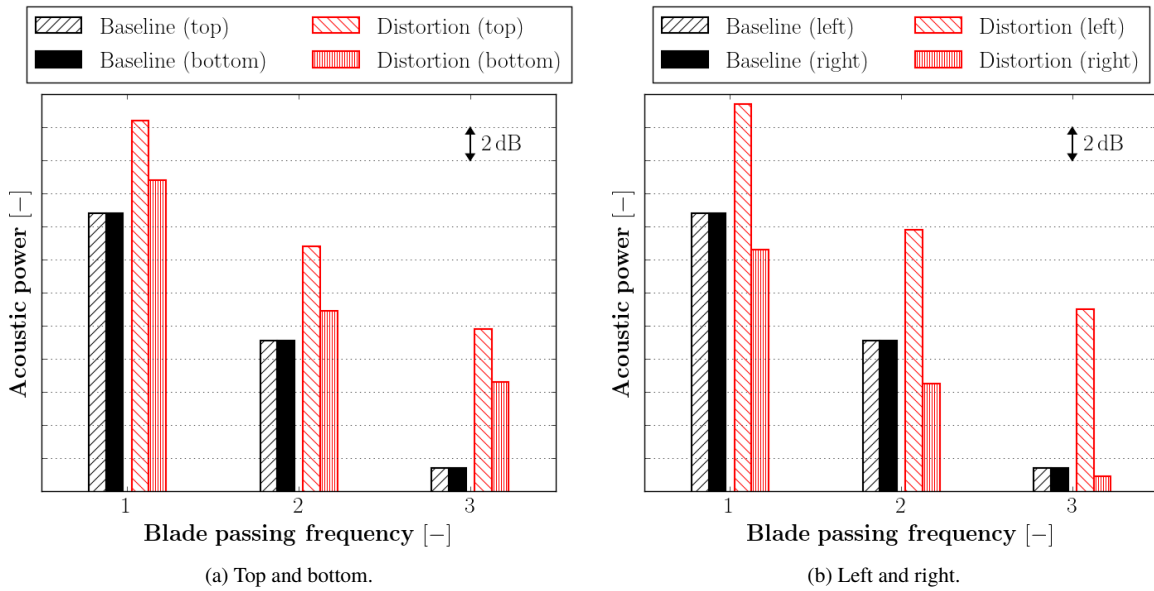 Baseline (top) Distortion (top)
Baseline (bottom) Distortion (bottom)
2 dB
Acoustic power [−]
1 2 3
Blade passing frequency [−]
(a) Top and bottom.
Baseline (left) Distortion (left)
Baseline (right) Distortion (right)
2 dB
Acoustic power [−]
1 2 3
Blade passing frequency [−]
(b) Left and right.